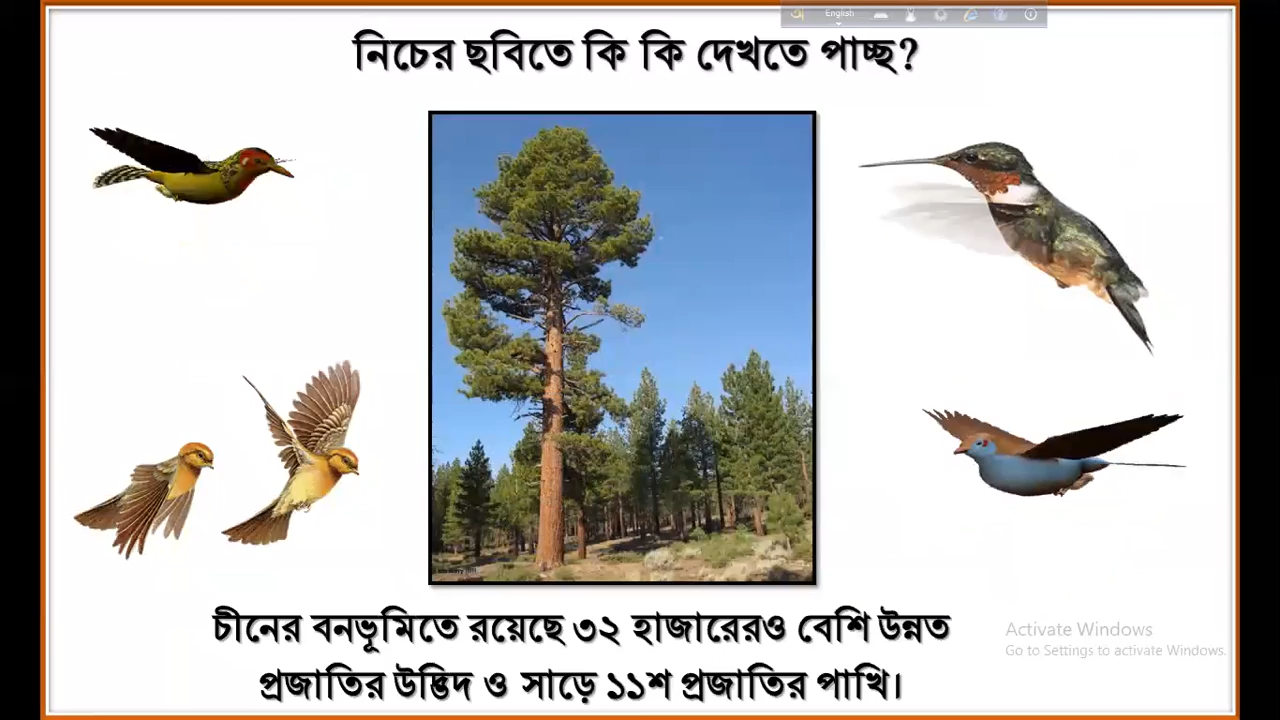 অ English
নিচের ছবিতে কি কি দেখতে পাচ্ছ?
চীনের বনভূমিতে রয়েছে ৩২ হাজারেরও বেশি উন্নত
প্রজাতির উদ্ভিদ ও সাড়ে ১১শ প্রজাতির পাখি।
Activate Windows
Go to Settings to activate Windows.